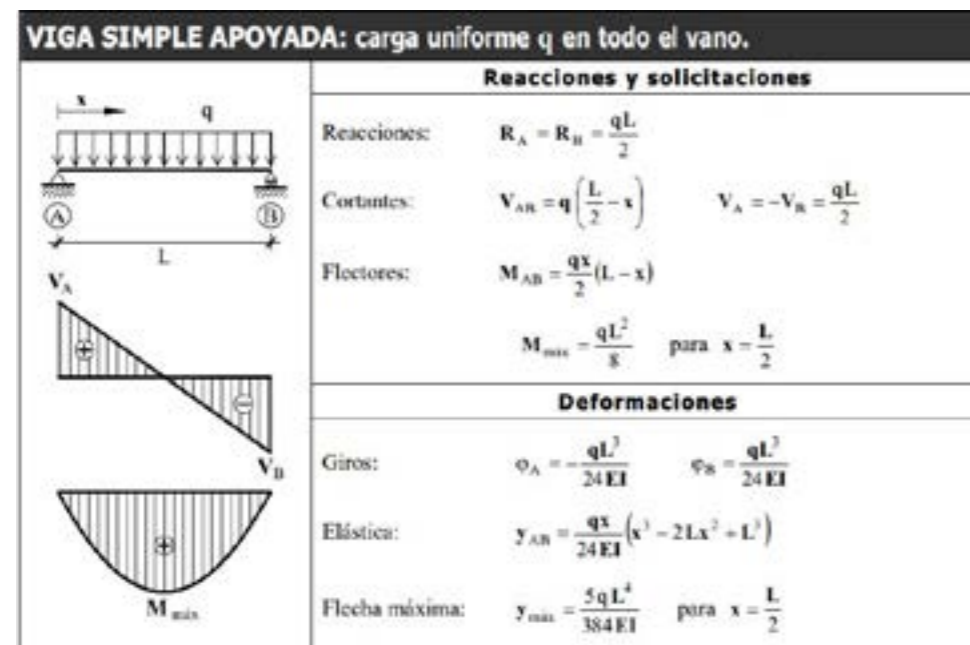 VIGA SIMPLE APOYADA: carga uniforme q en todo el vano.
x
q
A
B
L
V_A
V_B
M_máx
Reacciones y solicitaciones
Reacciones: R_A = R_B = qL/2
Cortantes: V_AB = q(L/2 − x) V_A = −V_B = qL/2
Flectores: M_AB = qx/2 (L − x)
M_máx = qL²/8 para x = L/2
Deformaciones
Giros: φ_A = − qL³/24EI φ_B = qL³/24EI
Elástica: y_AB = qx/24EI (x³ − 2Lx² + L³)
Flecha máxima: y_máx = 5qL⁴/384EI para x = L/2